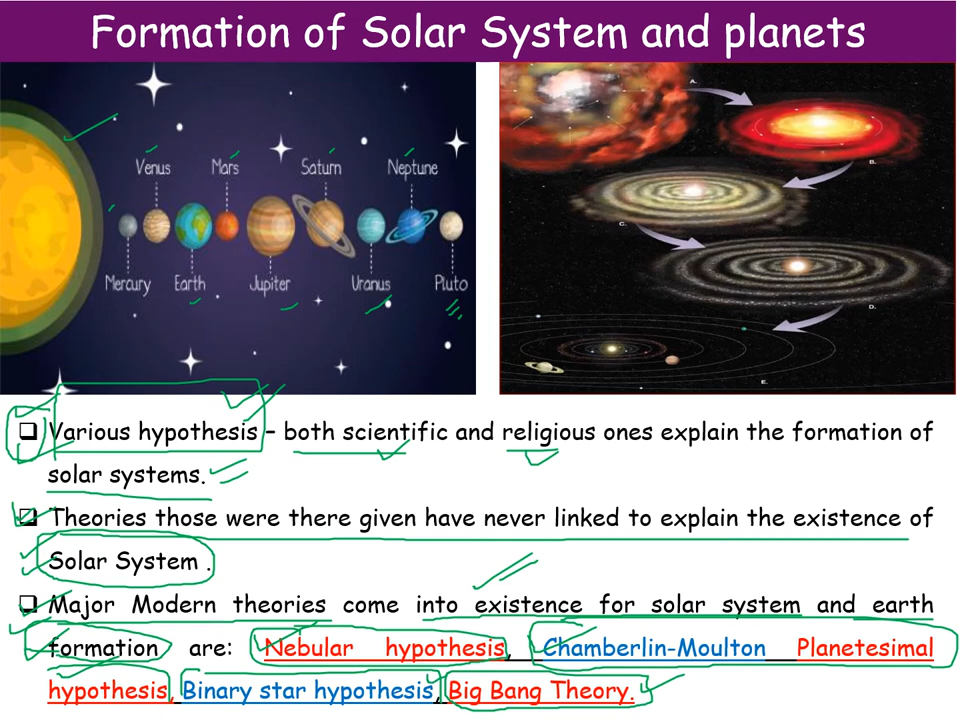 Formation of Solar System and planets
Venus Mars Saturn Neptune
Mercury Earth Jupiter Uranus Pluto
A.
B.
C.
D.
E.
Various hypothesis – both scientific and religious ones explain the formation of
solar systems.
Theories those were there given have never linked to explain the existence of
Solar System .
Major Modern theories come into existence for solar system and earth
formation are: Nebular hypothesis, Chamberlin-Moulton Planetesimal
hypothesis, Binary star hypothesis, Big Bang Theory.